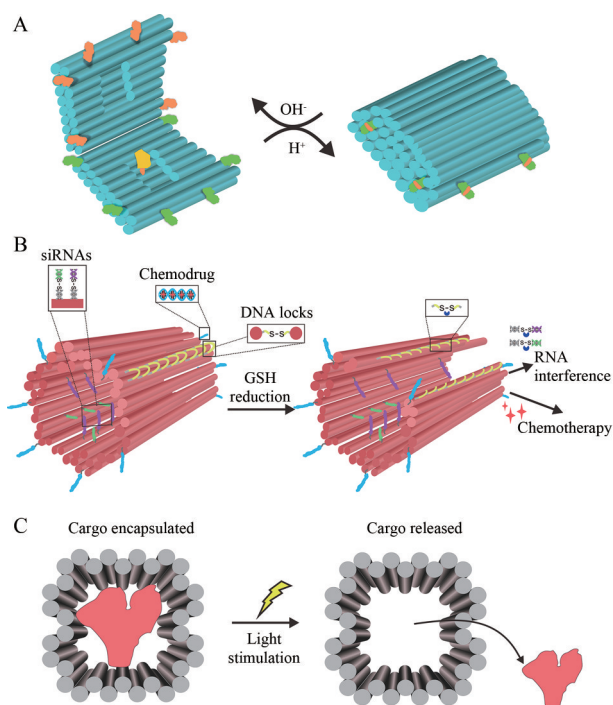 A
OH-
H+
B
siRNAs
Chemodrug
DNA locks
S-S
S-S
GSH
reduction
RNA
interference
Chemotherapy
C
Cargo encapsulated
Cargo released
Light
stimulation